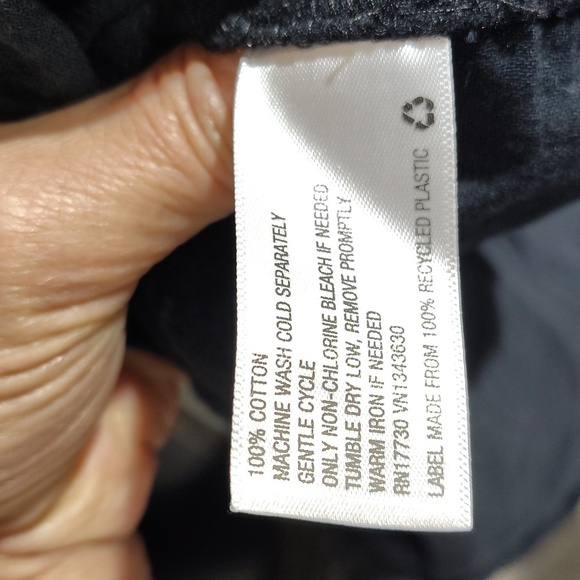 100% COTTON
MACHINE WASH COLD SEPARATELY
GENTLE CYCLE
ONLY NON-CHLORINE BLEACH IF NEEDED
TUMBLE DRY LOW, REMOVE PROMPTLY
WARM IRON IF NEEDED
RN17730 VN1343630
LABEL MADE FROM 100% RECYCLED PLASTIC